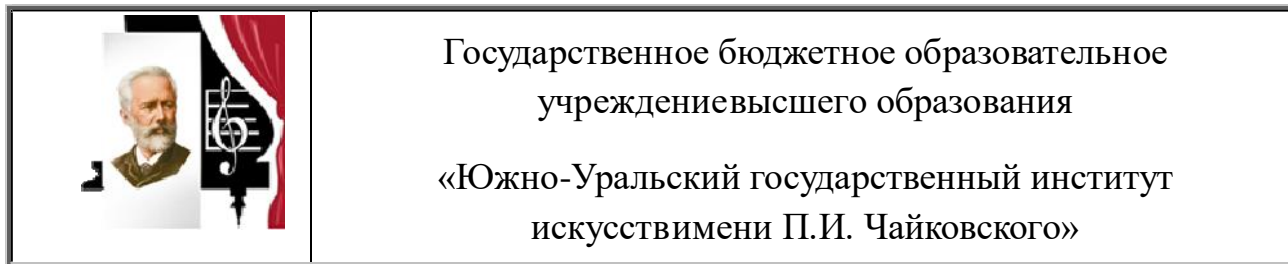 Государственное бюджетное образовательное
учреждениевысшего образования
«Южно-Уральский государственный институт
искусствимени П.И. Чайковского»